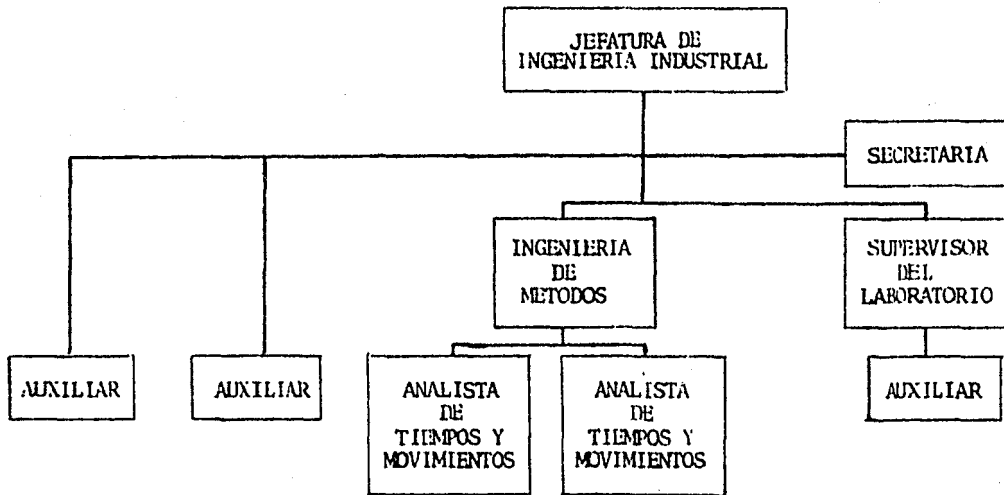 JEFATURA DE
INGENIERIA INDUSTRIAL
SECRETARIA
INGENIERIA
DE
METODOS
SUPERVISOR
DEL
LABORATORIO
AUXILIAR
AUXILIAR
ANALISTA
DE
TIEMPOS Y
MOVIMIENTOS
ANALISTA
DE
TIEMPOS Y
MOVIMIENTOS
AUXILIAR